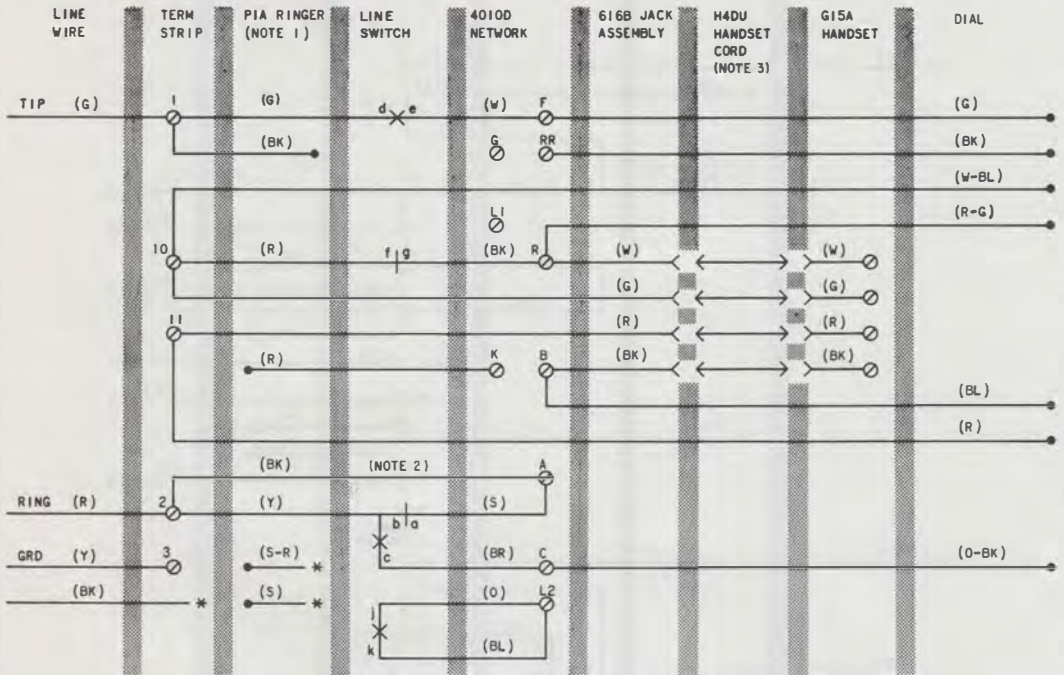 LINE WIRE
TERM STRIP
P1A RINGER (NOTE 1)
LINE SWITCH
4010D NETWORK
616B JACK ASSEMBLY
H4DU HANDSET CORD (NOTE 3)
G15A HANDSET
DIAL
TIP (G) 1 (G) d e (W) F (G)
(BK) G RR (BK)
(W-BL)
L1 (R-G)
10 (R) f g (BK) R (W) (W)
(G) (G)
11 (R) (R)
(R) K B (BK) (BK)
(BL)
(R)
(BK) (NOTE 2) A
RING (R) 2 (Y) b a (S)
GRD (Y) 3 (S-R) * c (BR) C (O-BK)
(BK) * (S) * j (O) L2
k (BL)